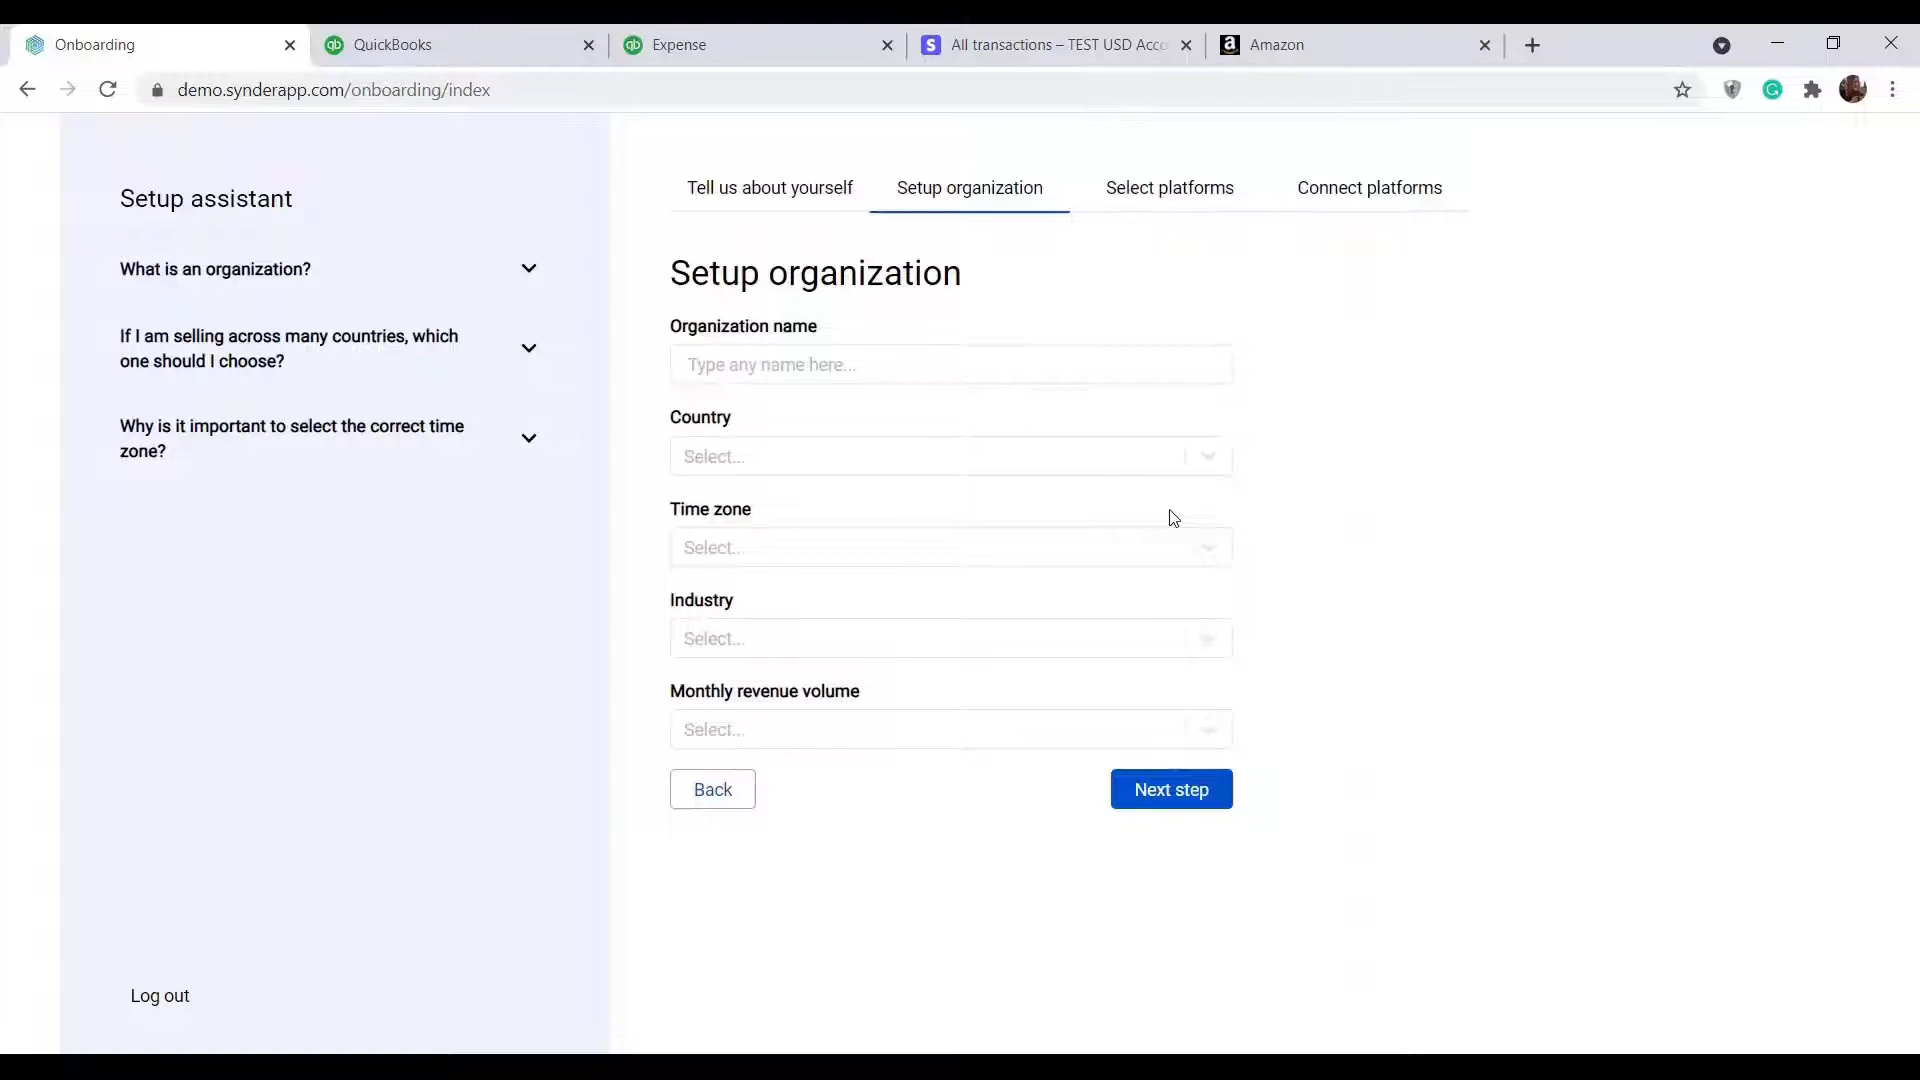 Onboarding
QuickBooks
Expense
All transactions – TEST USD Acco
Amazon
demo.synderapp.com/onboarding/index
Setup assistant
What is an organization?
If I am selling across many countries, which
one should I choose?
Why is it important to select the correct time
zone?
Log out
Tell us about yourself
Setup organization
Select platforms
Connect platforms
Setup organization
Organization name
Type any name here...
Country
Select...
Time zone
Select...
Industry
Select...
Monthly revenue volume
Select...
Back
Next step